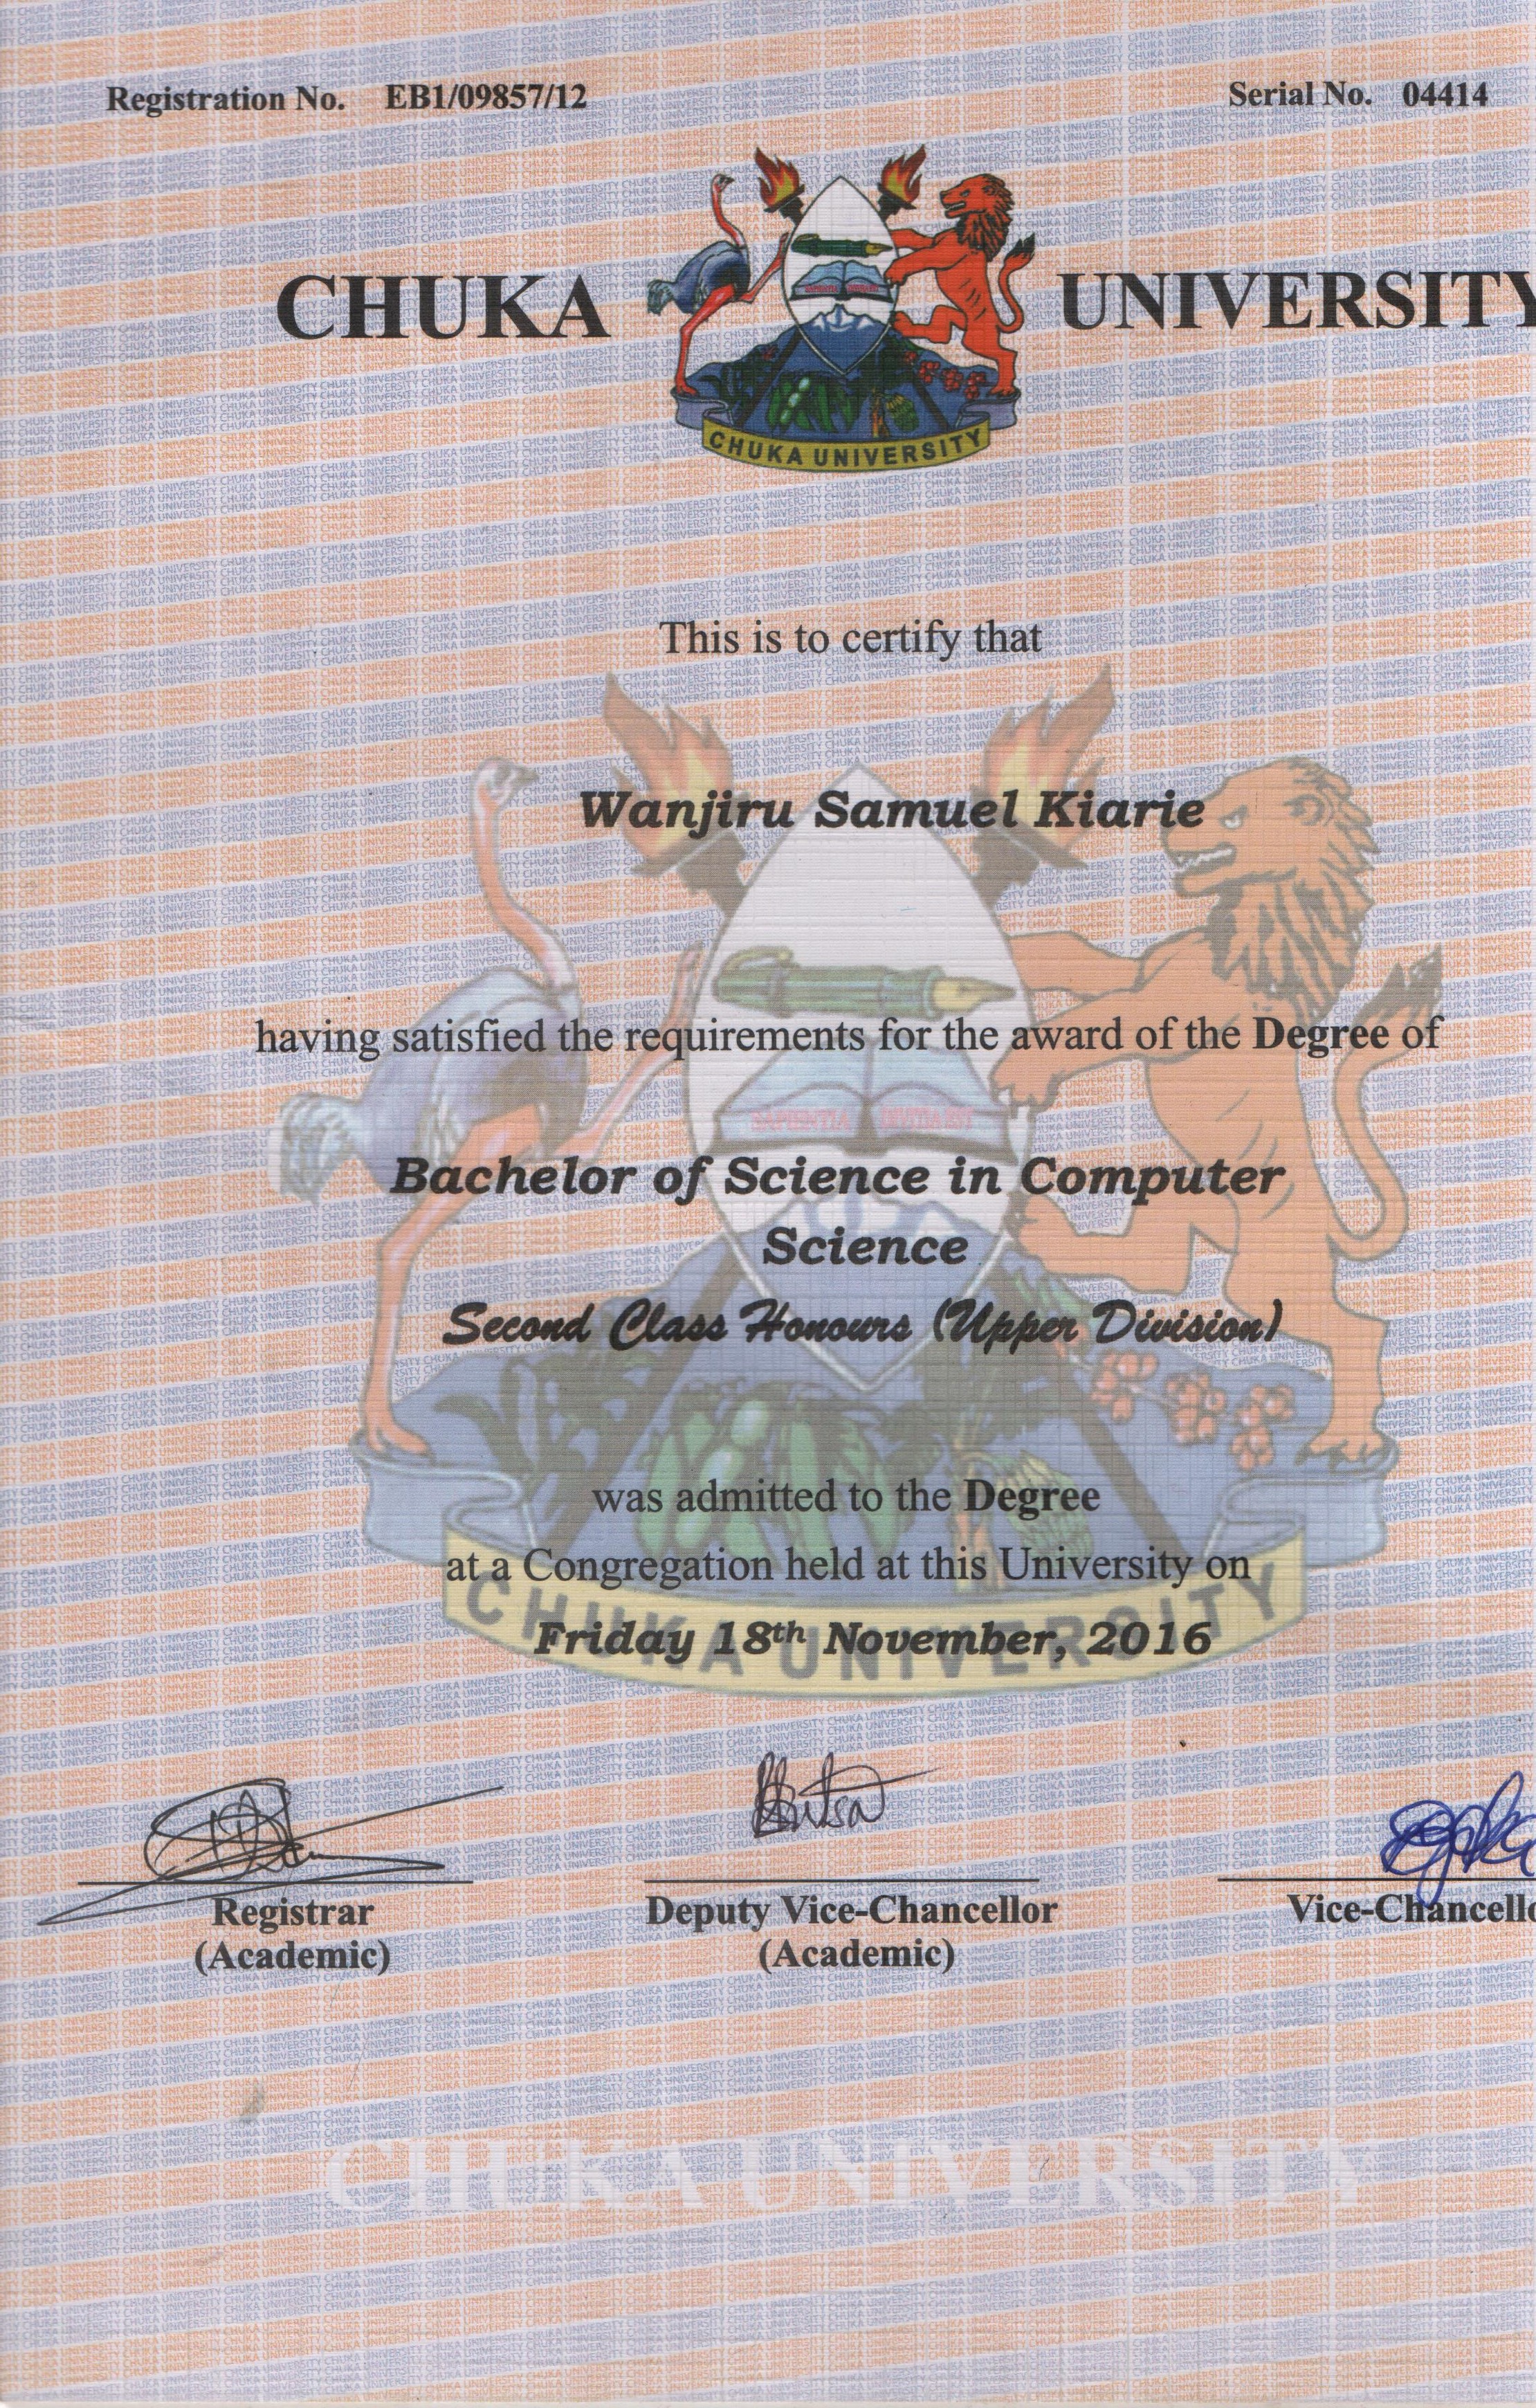 Registration No. EB1/09857/12 Serial No. 04414
CHUKA UNIVERSITY
CHUKA UNIVERSITY
This is to certify that
Wanjiru Samuel Kiarie
having satisfied the requirements for the award of the Degree of
SAPIENTIA DIVITIA EST
Bachelor of Science in Computer
Science
Second Class Honours (Upper Division)
was admitted to the Degree
at a Congregation held at this University on
CHUKA UNIVERSITY
Friday 18th November, 2016
Registrar Deputy Vice-Chancellor Vice-Chancello
(Academic) (Academic)
CHUKA UNIVERSITY